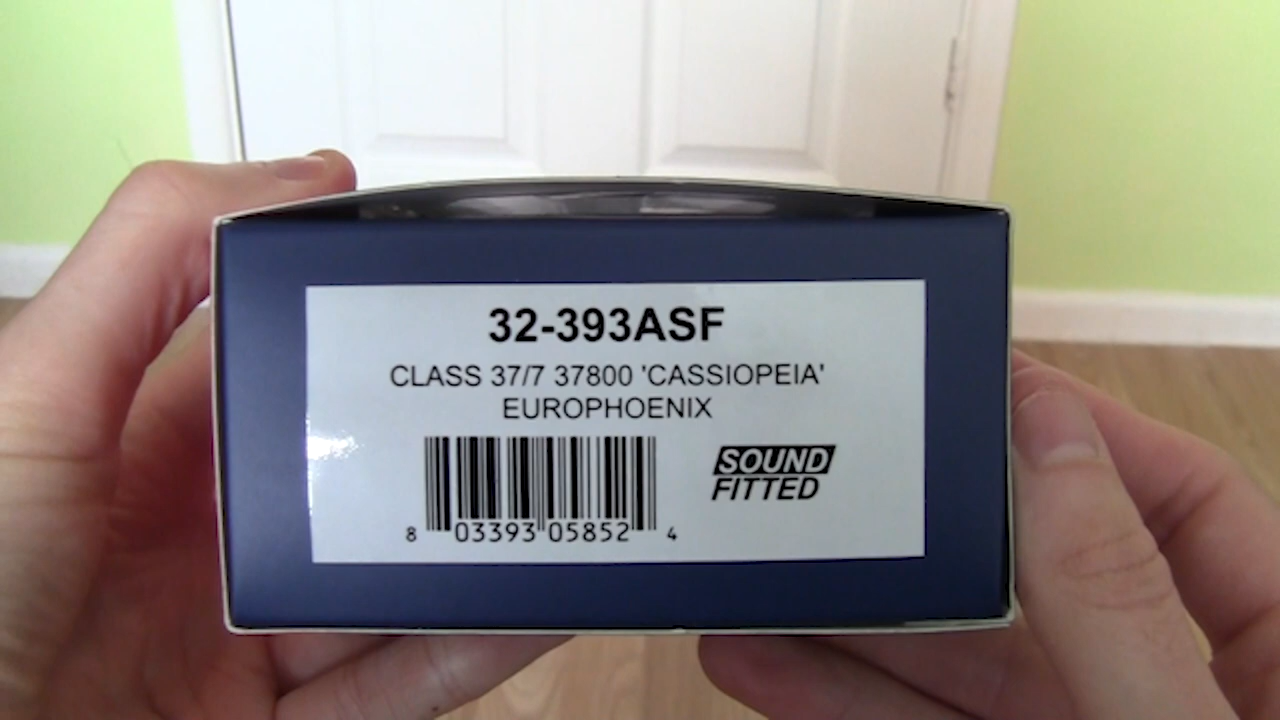 32-393ASF
CLASS 37/7 37800 'CASSIOPEIA'
EUROPHOENIX
SOUND
FITTED
8 03393 05852 4